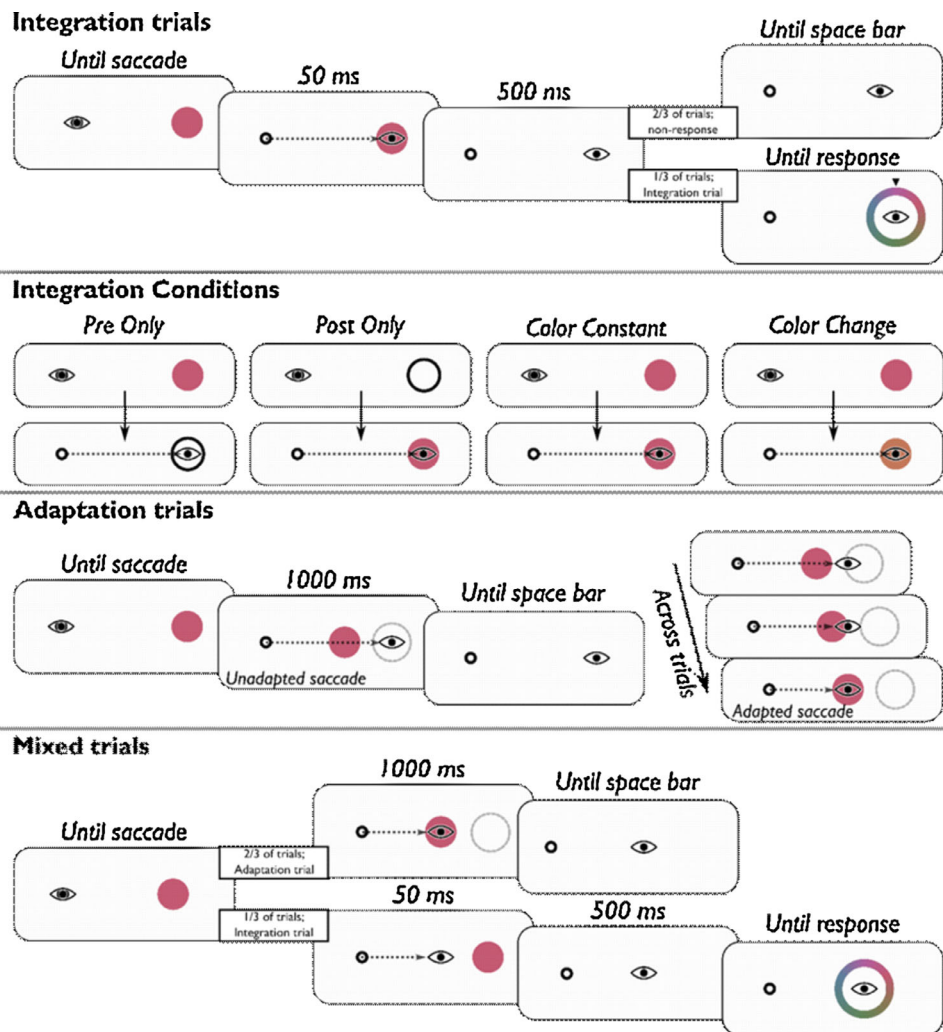 Integration trials
Until saccade
50 ms
500 ms
Until space bar
2/3 of trials;
non-response
1/3 of trials;
Integration trial
Until response
Integration Conditions
Pre Only
Post Only
Color Constant
Color Change
Adaptation trials
Until saccade
1000 ms
Until space bar
Unadapted saccade
Across trials
Adapted saccade
Mixed trials
Until saccade
1000 ms
Until space bar
2/3 of trials;
Adaptation trial
1/3 of trials;
Integration trial
50 ms
500 ms
Until response